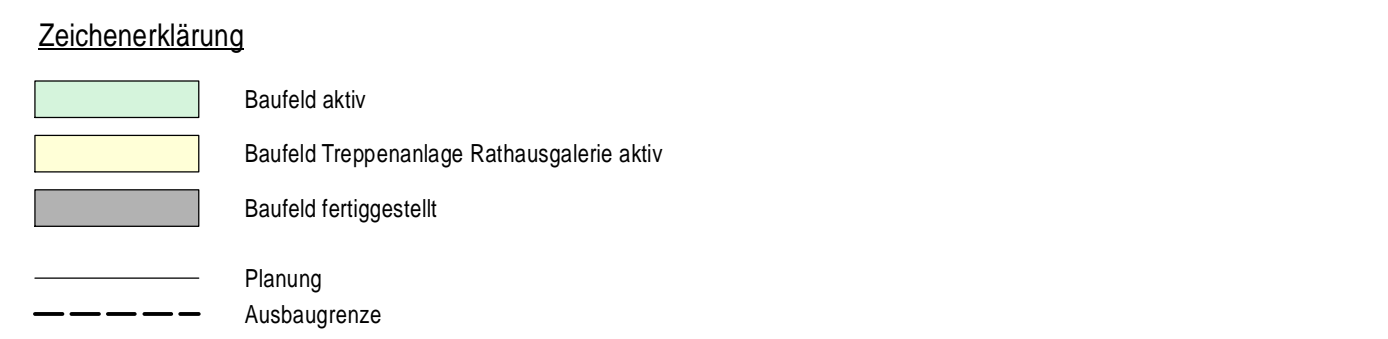 Zeichenerklärung
Baufeld aktiv
Baufeld Treppenanlage Rathausgalerie aktiv
Baufeld fertiggestellt
Planung
Ausbaugrenze